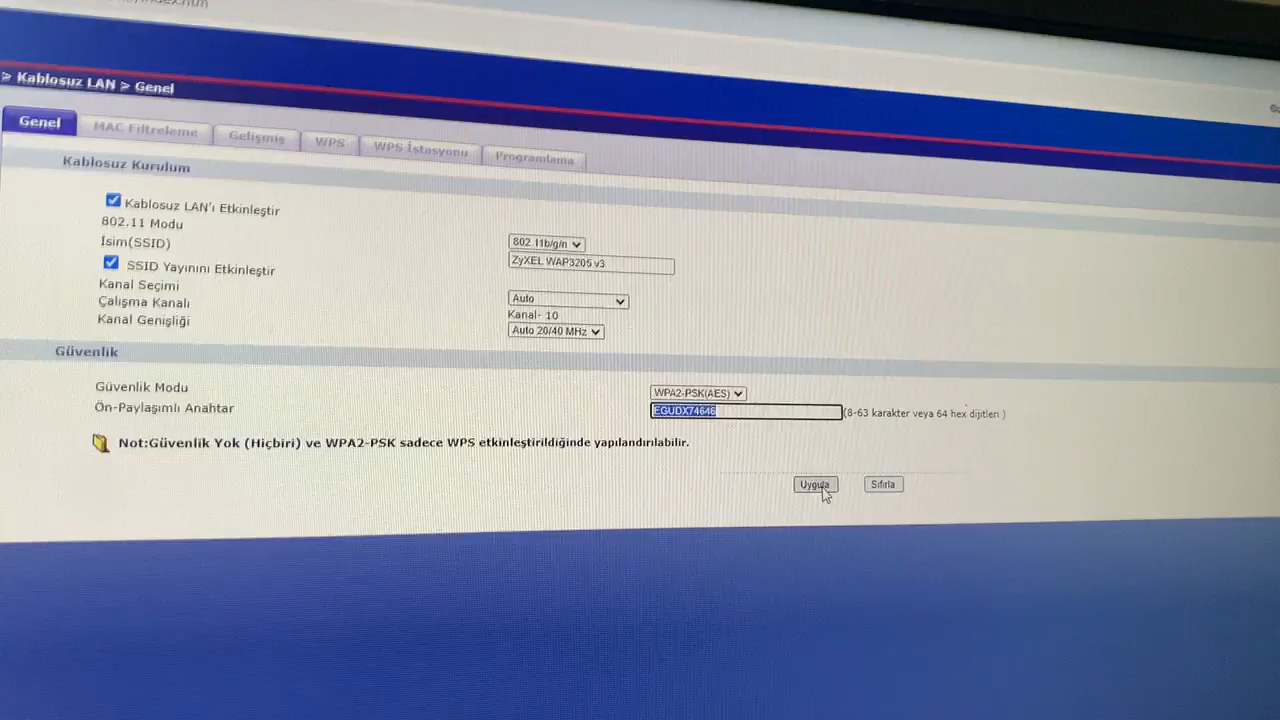 > Kablosuz LAN > Genel
Genel
MAC Filtreleme
Gelişmiş
WPS
WPS İstasyonu
Programlama
Kablosuz Kurulum
Kablosuz LAN'ı Etkinleştir
802.11 Modu
802.11b/g/n
İsim(SSID)
ZyXEL WAP3205 v3
SSID Yayınını Etkinleştir
Kanal Seçimi
Auto
Çalışma Kanalı
Kanal- 10
Kanal Genişliği
Auto 20/40 MHz
Güvenlik
Güvenlik Modu
WPA2-PSK(AES)
Ön-Paylaşımlı Anahtar
EGUDX74646
(8-63 karakter veya 64 hex dijitleri )
Not:Güvenlik Yok (Hiçbiri) ve WPA2-PSK sadece WPS etkinleştirildiğinde yapılandırılabilir.
Uygula
Sıfırla